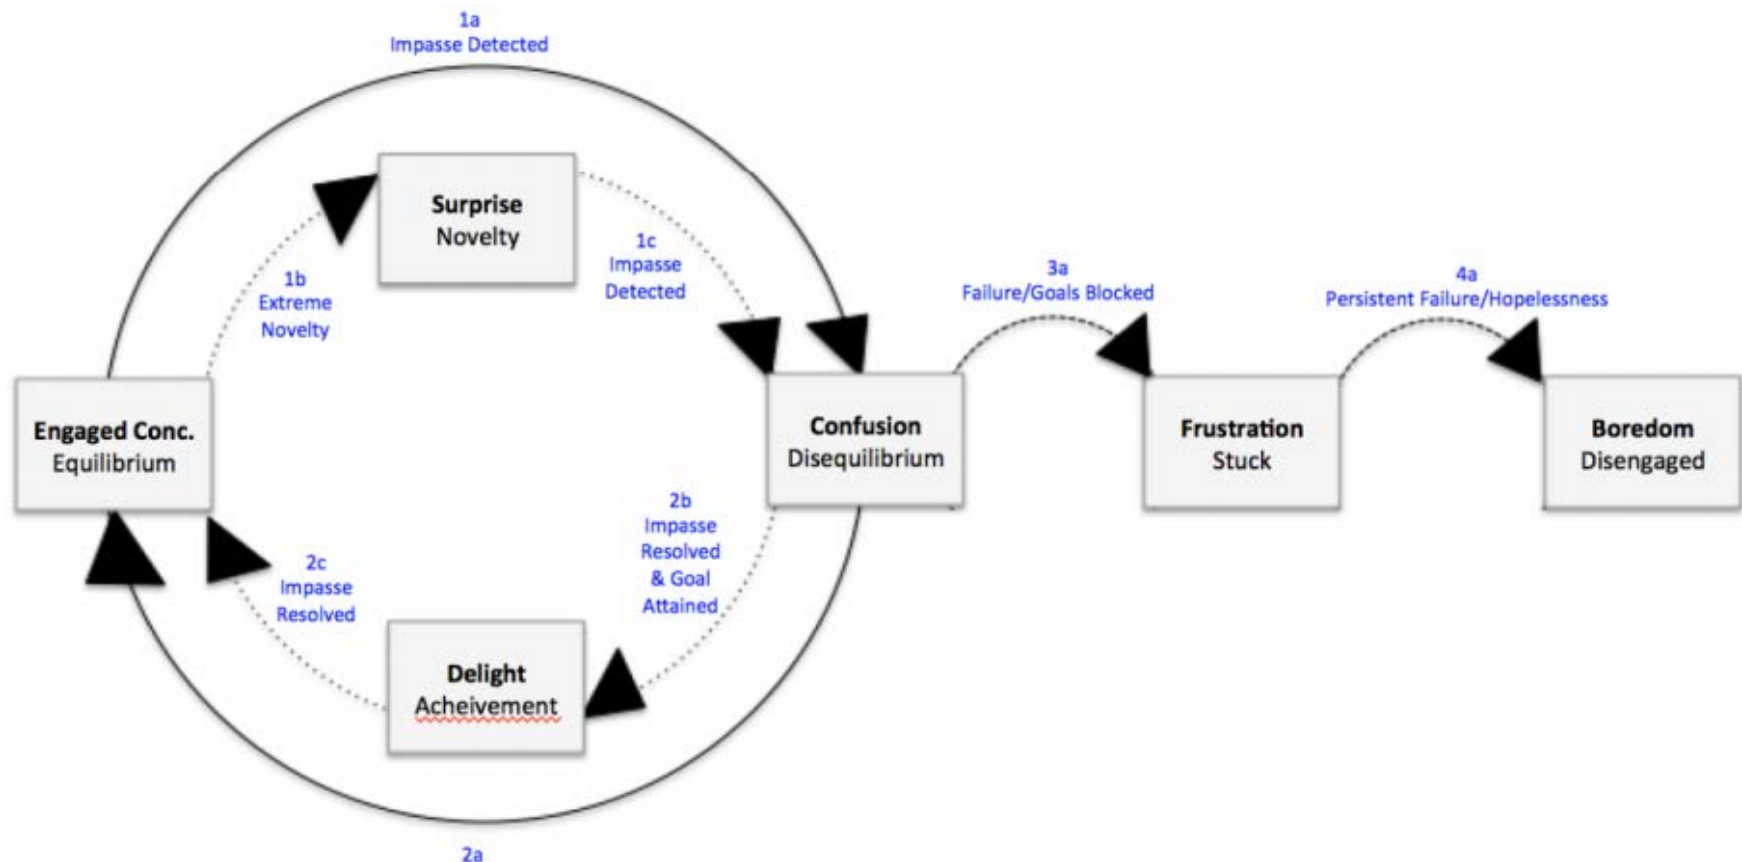 1a
Impasse Detected
Surprise
Novelty
1b
Extreme
Novelty
1c
Impasse
Detected
3a
Failure/Goals Blocked
4a
Persistent Failure/Hopelessness
Engaged Conc.
Equilibrium
Confusion
Disequilibrium
Frustration
Stuck
Boredom
Disengaged
2b
Impasse
Resolved
& Goal
Attained
2c
Impasse
Resolved
Delight
Acheivement
2a